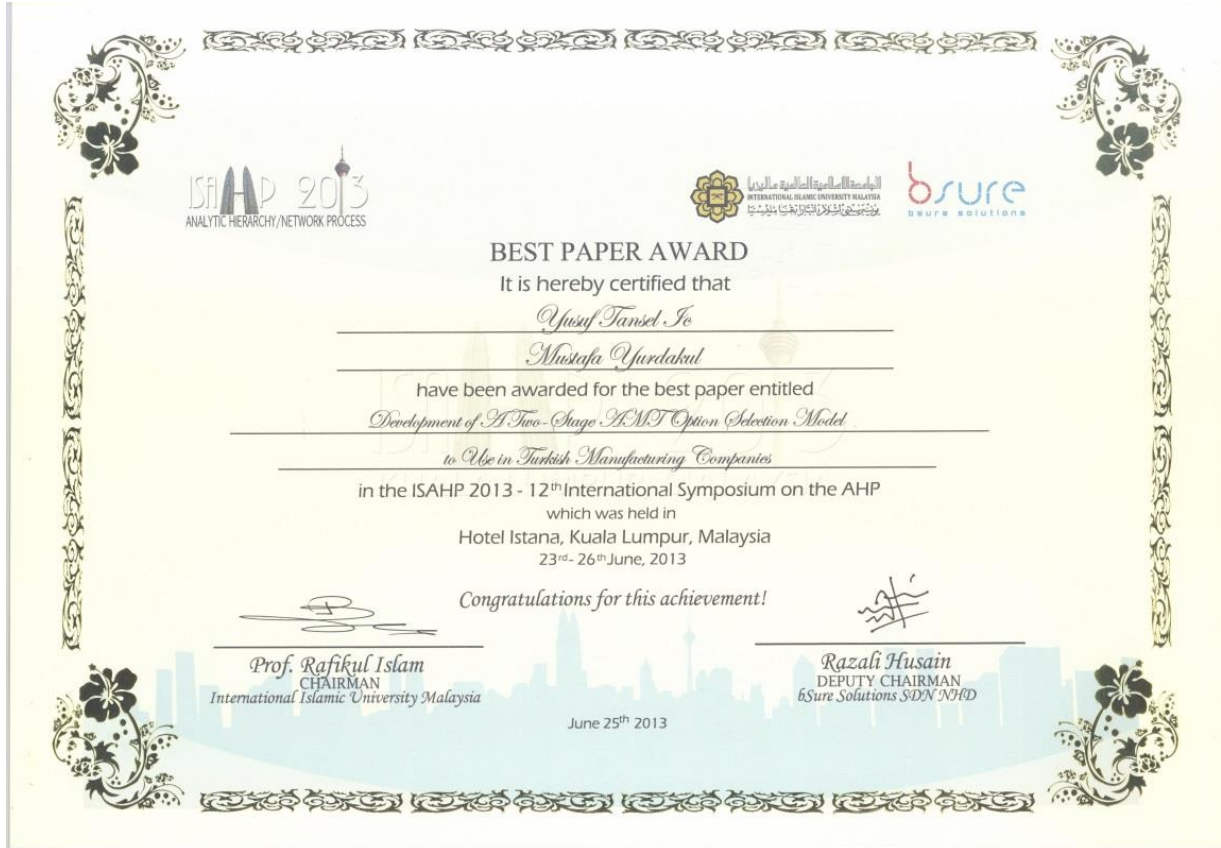 ISAHP 2013
ANALYTIC HIERARCHY/NETWORK PROCESS
الجامعة الإسلامية العالمية ماليزيا
INTERNATIONAL ISLAMIC UNIVERSITY MALAYSIA
bsure
bsure solutions
BEST PAPER AWARD
It is hereby certified that
Yusuf Tansel Ic
Mustafa Yurdakul
have been awarded for the best paper entitled
Development of A Two-Stage AMT Option Selection Model
to Use in Turkish Manufacturing Companies
in the ISAHP 2013 - 12th International Symposium on the AHP
which was held in
Hotel Istana, Kuala Lumpur, Malaysia
23rd- 26th June, 2013
Congratulations for this achievement!
Prof. Rafikul Islam
CHAIRMAN
International Islamic University Malaysia
Razali Husain
DEPUTY CHAIRMAN
bSure Solutions SDN NHD
June 25th 2013